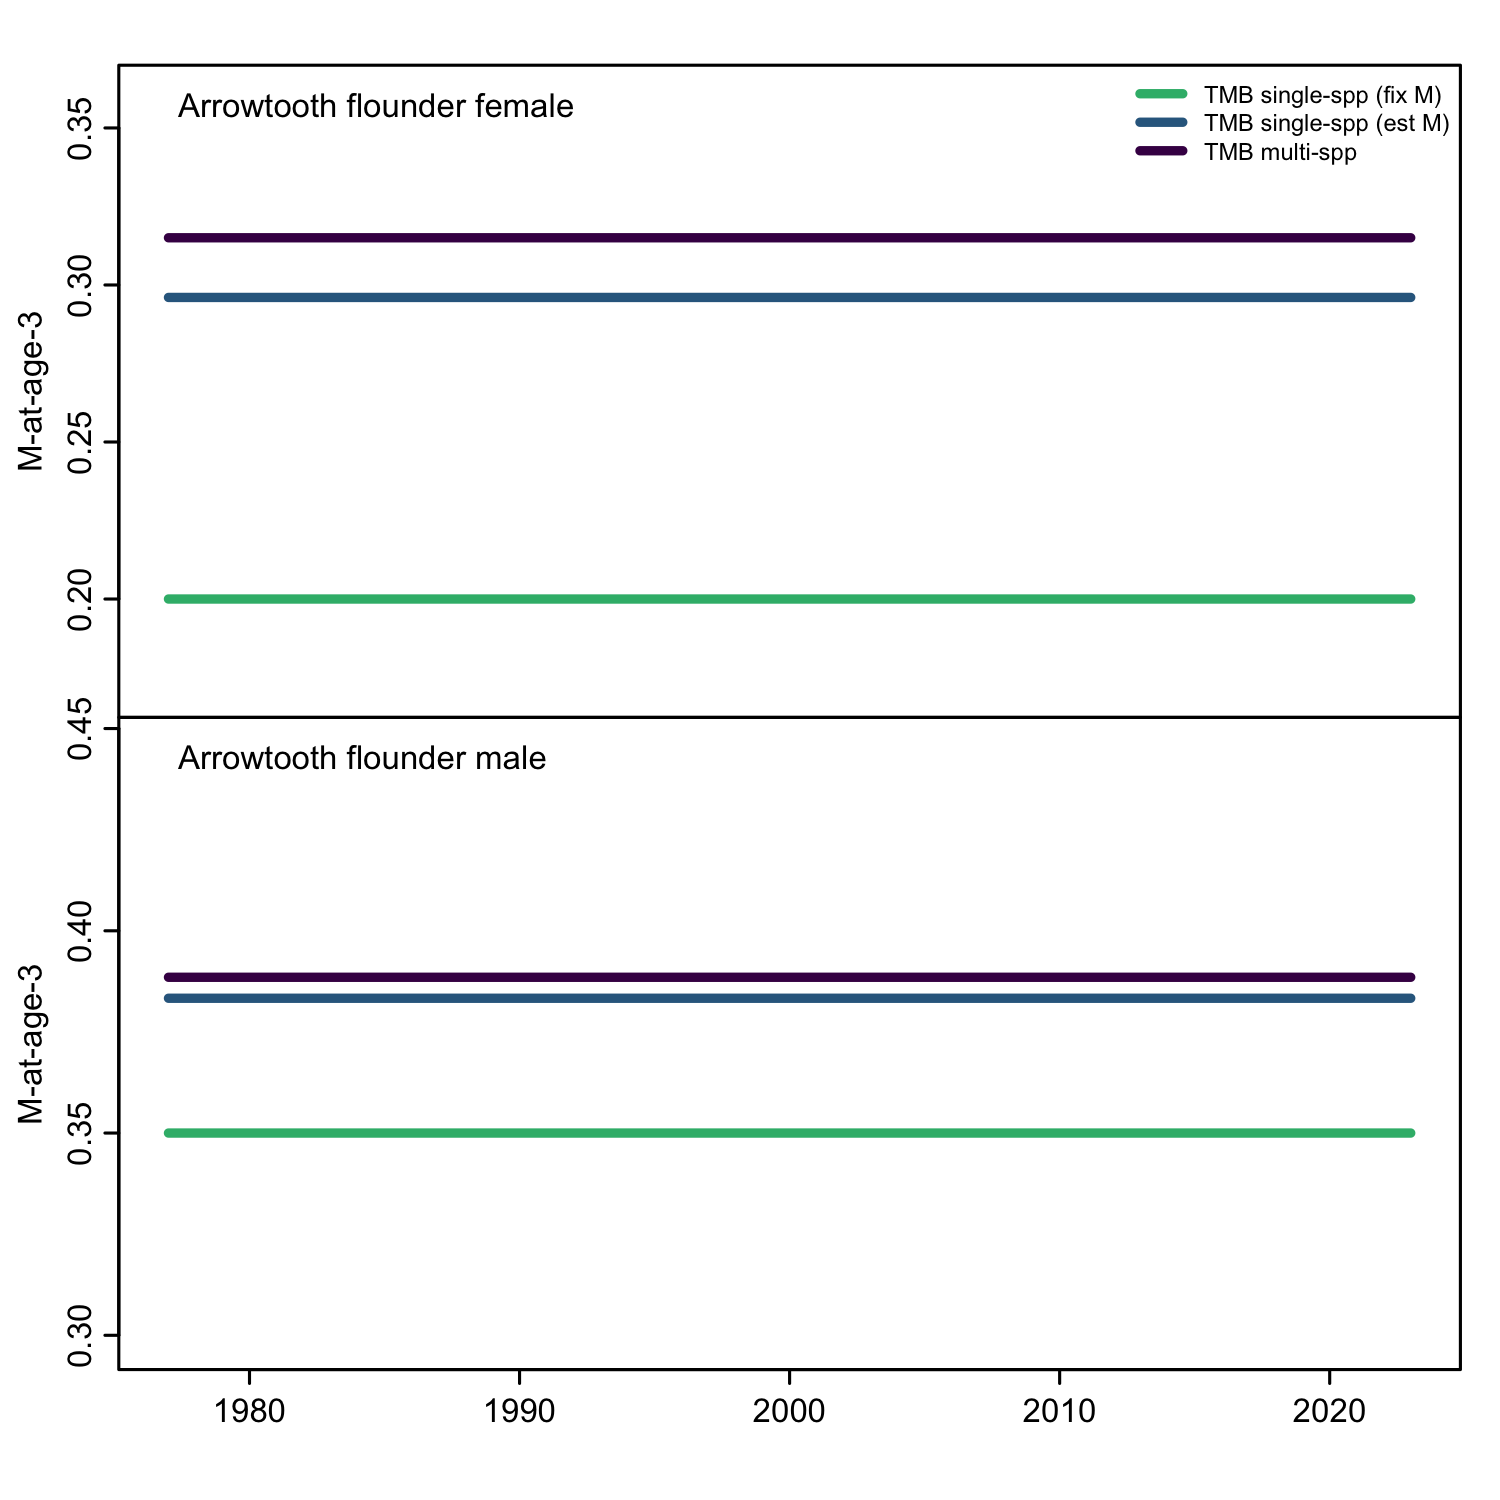 Arrowtooth flounder female
TMB single-spp (fix M)
TMB single-spp (est M)
TMB multi-spp
M-at-age-3
0.35
0.30
0.25
0.20
Arrowtooth flounder male
M-at-age-3
0.45
0.40
0.35
0.30
1980 1990 2000 2010 2020